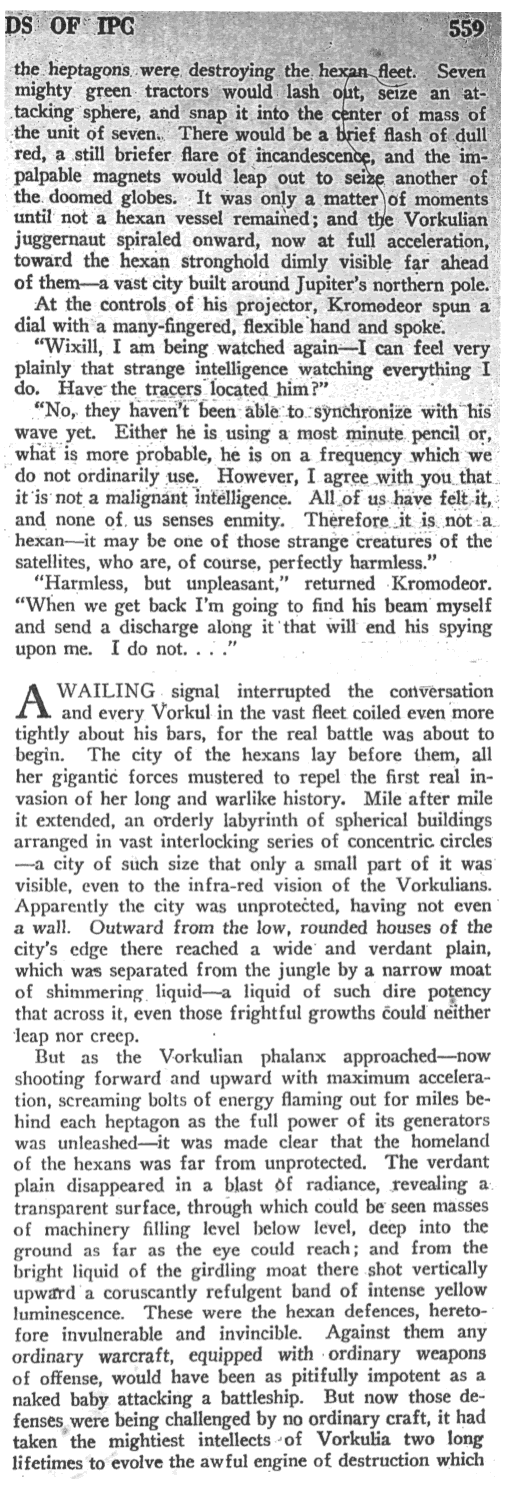 DS OF IPC 559
the heptagons were destroying the hexan fleet. Seven
mighty green tractors would lash out, seize an at-
tacking sphere, and snap it into the center of mass of
the unit of seven. There would be a brief flash of dull
red, a still briefer flare of incandescence, and the im-
palpable magnets would leap out to seize another of
the doomed globes. It was only a matter of moments
until not a hexan vessel remained; and the Vorkulian
juggernaut spiraled onward, now at full acceleration,
toward the hexan stronghold dimly visible far ahead
of them—a vast city built around Jupiter's northern pole.
At the controls of his projector, Kromodeor spun a
dial with a many-fingered, flexible hand and spoke.
"Wixill, I am being watched again—I can feel very
plainly that strange intelligence watching everything I
do. Have the tracers located him?"
"No, they haven't been able to synchronize with his
wave yet. Either he is using a most minute pencil or,
what is more probable, he is on a frequency which we
do not ordinarily use. However, I agree with you that
it is not a malignant intelligence. All of us have felt it,
and none of us senses enmity. Therefore it is not a
hexan—it may be one of those strange creatures of the
satellites, who are, of course, perfectly harmless."
"Harmless, but unpleasant," returned Kromodeor.
"When we get back I'm going to find his beam myself
and send a discharge along it that will end his spying
upon me. I do not. . . ."
A WAILING signal interrupted the conversation
and every Vorkul in the vast fleet coiled even more
tightly about his bars, for the real battle was about to
begin. The city of the hexans lay before them, all
her gigantic forces mustered to repel the first real in-
vasion of her long and warlike history. Mile after mile
it extended, an orderly labyrinth of spherical buildings
arranged in vast interlocking series of concentric circles
—a city of such size that only a small part of it was
visible, even to the infra-red vision of the Vorkulians.
Apparently the city was unprotected, having not even
a wall. Outward from the low, rounded houses of the
city's edge there reached a wide and verdant plain,
which was separated from the jungle by a narrow moat
of shimmering liquid—a liquid of such dire potency
that across it, even those frightful growths could neither
leap nor creep.
But as the Vorkulian phalanx approached—now
shooting forward and upward with maximum accelera-
tion, screaming bolts of energy flaming out for miles be-
hind each heptagon as the full power of its generators
was unleashed—it was made clear that the homeland
of the hexans was far from unprotected. The verdant
plain disappeared in a blast of radiance, revealing a
transparent surface, through which could be seen masses
of machinery filling level below level, deep into the
ground as far as the eye could reach; and from the
bright liquid of the girdling moat there shot vertically
upward a coruscantly refulgent band of intense yellow
luminescence. These were the hexan defences, hereto-
fore invulnerable and invincible. Against them any
ordinary warcraft, equipped with ordinary weapons
of offense, would have been as pitifully impotent as a
naked baby attacking a battleship. But now those de-
fenses were being challenged by no ordinary craft, it had
taken the mightiest intellects of Vorkulia two long
lifetimes to evolve the awful engine of destruction which